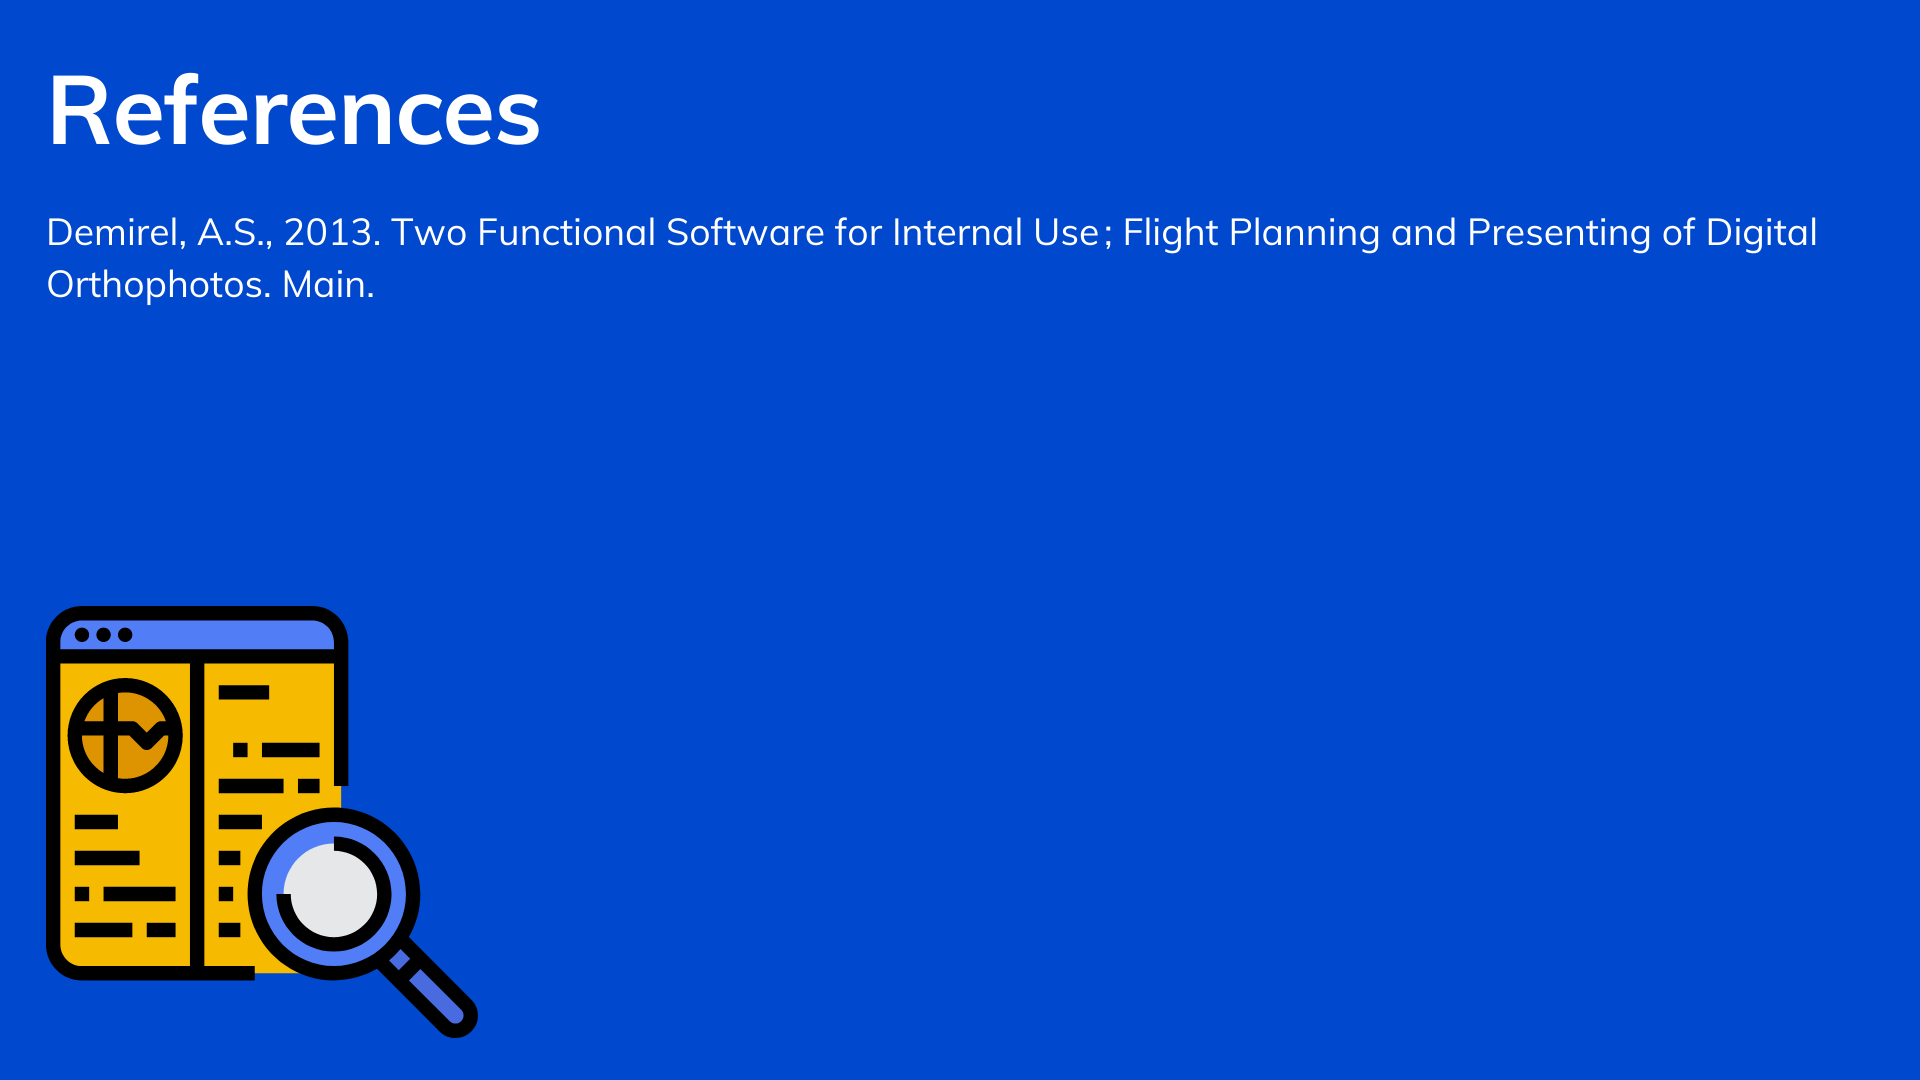 References
Demirel, A.S., 2013. Two Functional Software for Internal Use ; Flight Planning and Presenting of Digital
Orthophotos. Main.